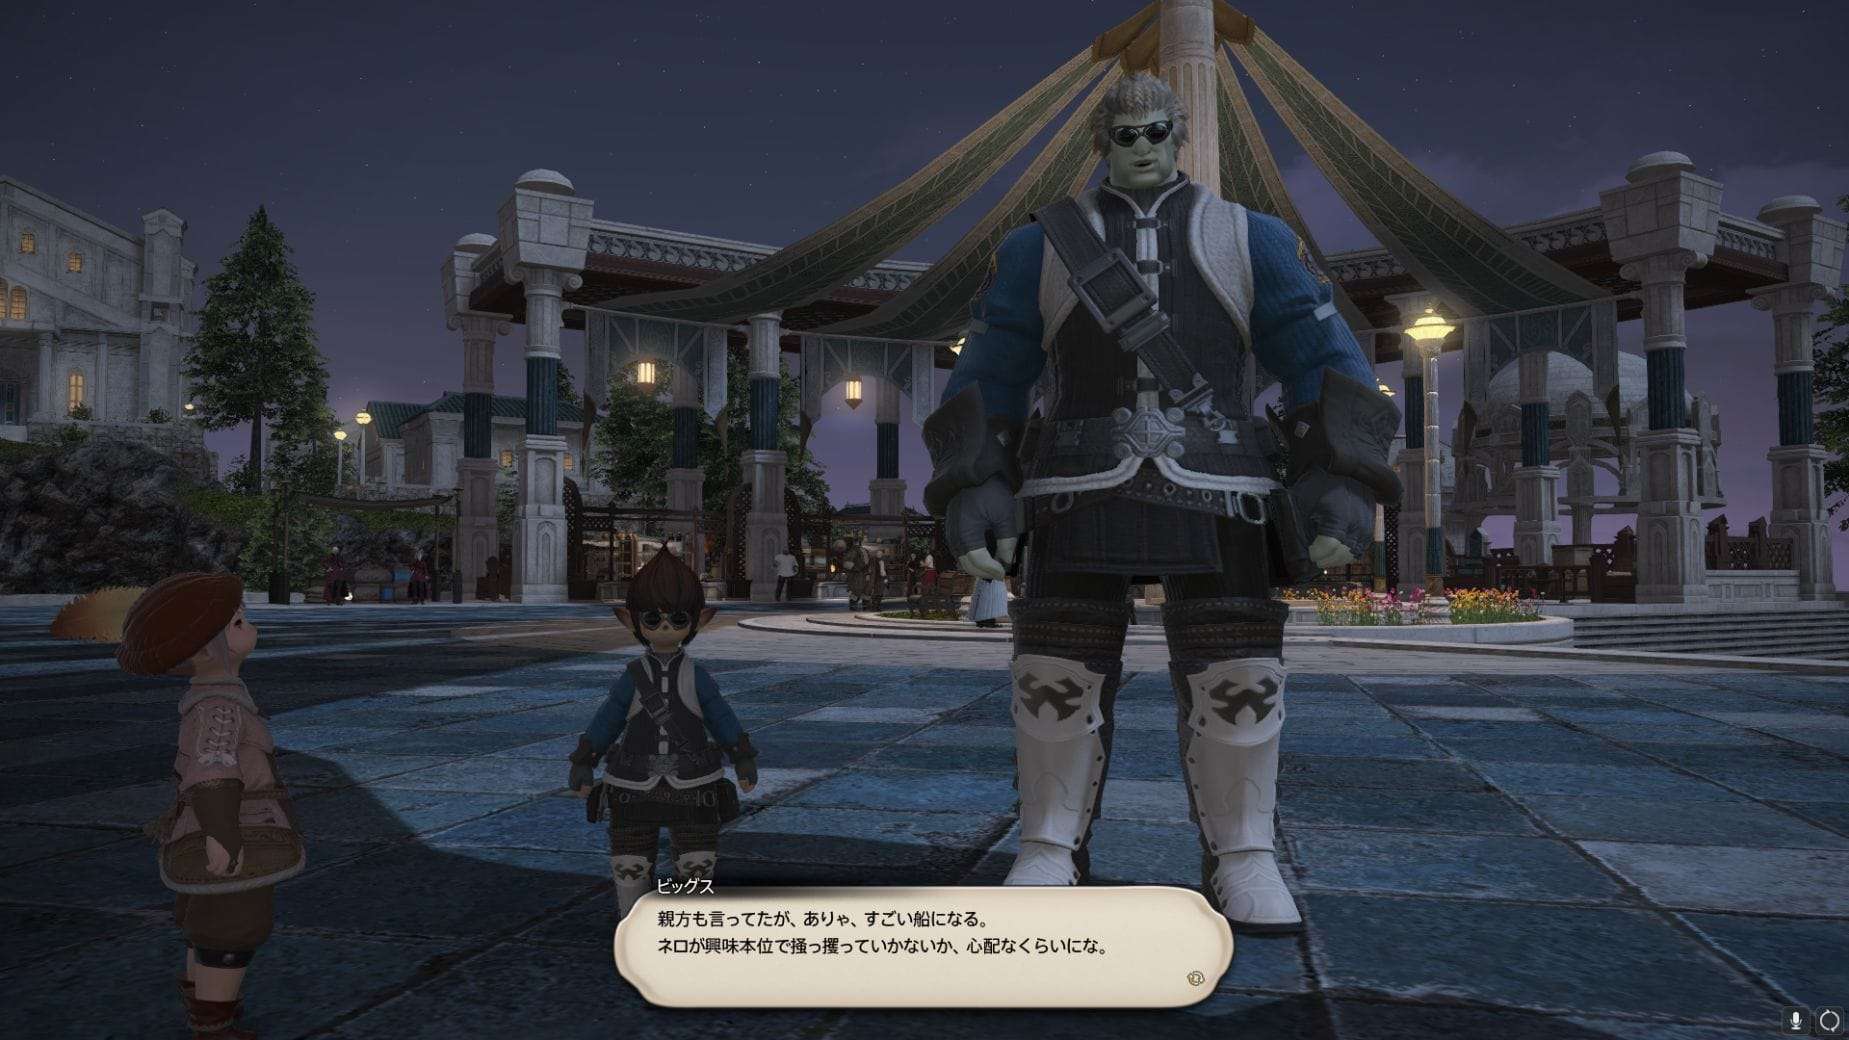 ビッグス
親方も言ってたが、ありゃ、すごい船になる。
ネロが興味本位で掻っ攫っていかないか、心配なくらいにな。